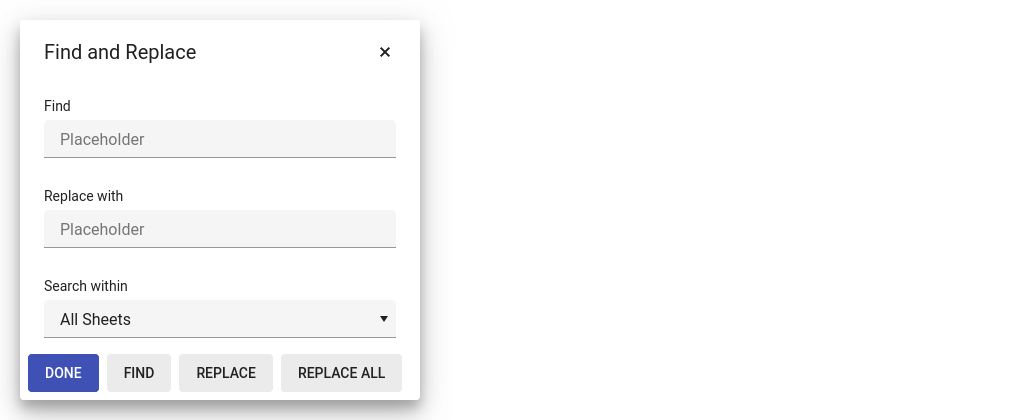 Find and Replace ×
Find
Placeholder
Replace with
Placeholder
Search within
All Sheets
DONE FIND REPLACE REPLACE ALL